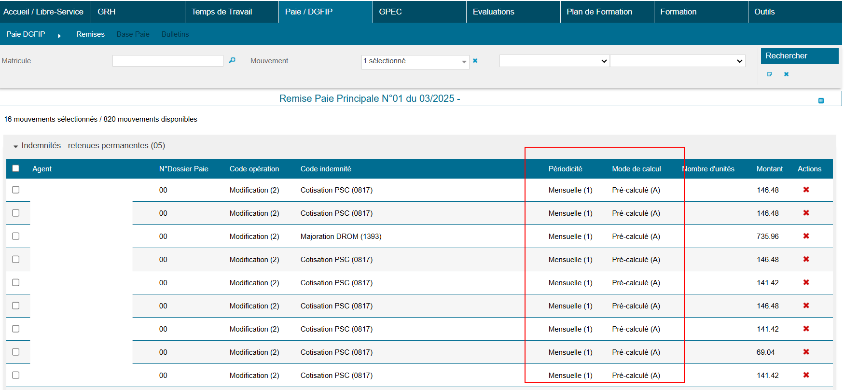 Accueil / Libre-Service GRH Temps de Travail Paie / DGFIP GPEC Evaluations Plan de Formation Formation Outils
Paie DGFIP Remises Base Paie Bulletins
Matricule Mouvement 1 sélectionné Rechercher
Remise Paie Principale N°01 du 03/2025 -
16 mouvements sélectionnés / 820 mouvements disponibles
Indemnités - retenues permanentes (05)
Agent N°Dossier Paie Code opération Code indemnité Périodicité Mode de calcul Nombre d'unités Montant Actions
00 Modification (2) Cotisation PSC (0817) Mensuelle (1) Pré-calculé (A) 146.48
00 Modification (2) Cotisation PSC (0817) Mensuelle (1) Pré-calculé (A) 146.48
00 Modification (2) Majoration DROM (1393) Mensuelle (1) Pré-calculé (A) 735.96
00 Modification (2) Cotisation PSC (0817) Mensuelle (1) Pré-calculé (A) 146.48
00 Modification (2) Cotisation PSC (0817) Mensuelle (1) Pré-calculé (A) 141.42
00 Modification (2) Cotisation PSC (0817) Mensuelle (1) Pré-calculé (A) 146.48
00 Modification (2) Cotisation PSC (0817) Mensuelle (1) Pré-calculé (A) 141.42
00 Modification (2) Cotisation PSC (0817) Mensuelle (1) Pré-calculé (A) 69.04
00 Modification (2) Cotisation PSC (0817) Mensuelle (1) Pré-calculé (A) 141.42